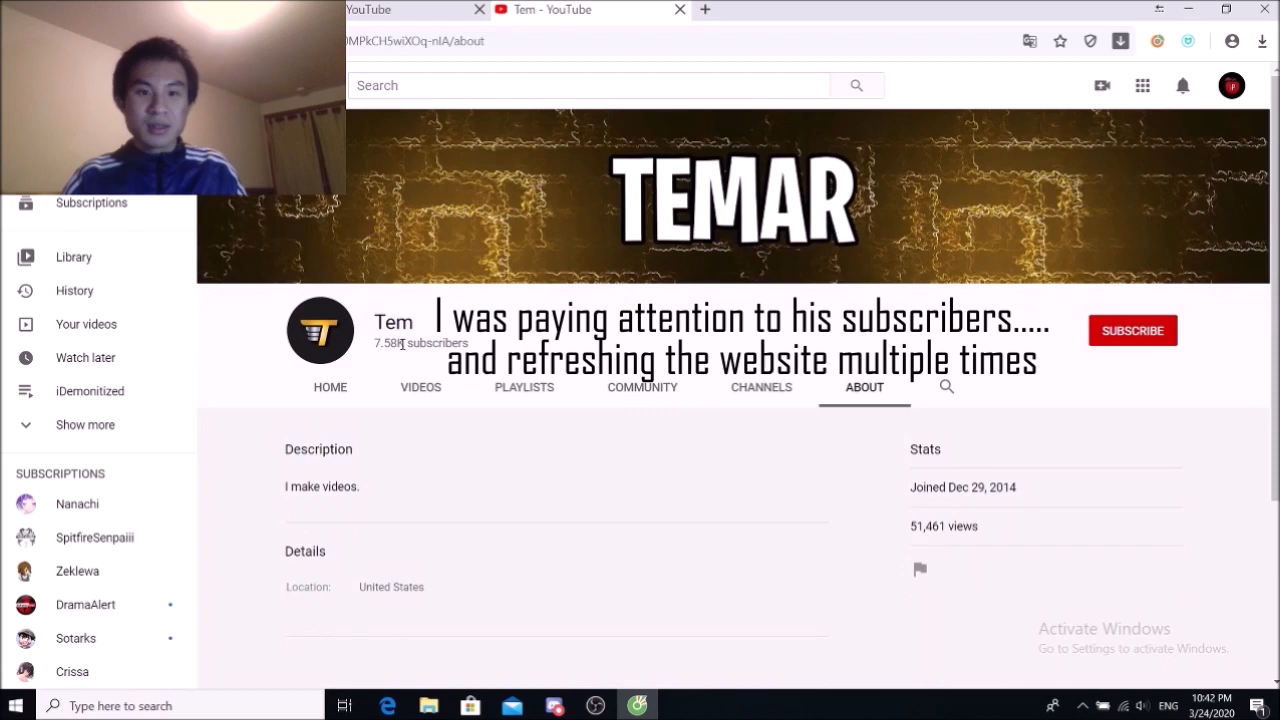 YouTube
Tem - YouTube
MPkCH5wiXOq-nIA/about
Search
TEMAR
Subscriptions
Library
History
Your videos
Watch later
iDemonitized
Show more
SUBSCRIPTIONS
Nanachi
SpitfireSenpaiii
Zeklewa
DramaAlert
Sotarks
Crissa
Tem
7.58K subscribers
I was paying attention to his subscribers.....
and refreshing the website multiple times
SUBSCRIBE
HOME VIDEOS PLAYLISTS COMMUNITY CHANNELS ABOUT
Description
I make videos.
Details
Location: United States
Stats
Joined Dec 29, 2014
51,461 views
Activate Windows
Go to Settings to activate Windows.
Type here to search
ENG
10:42 PM
3/24/2020
1